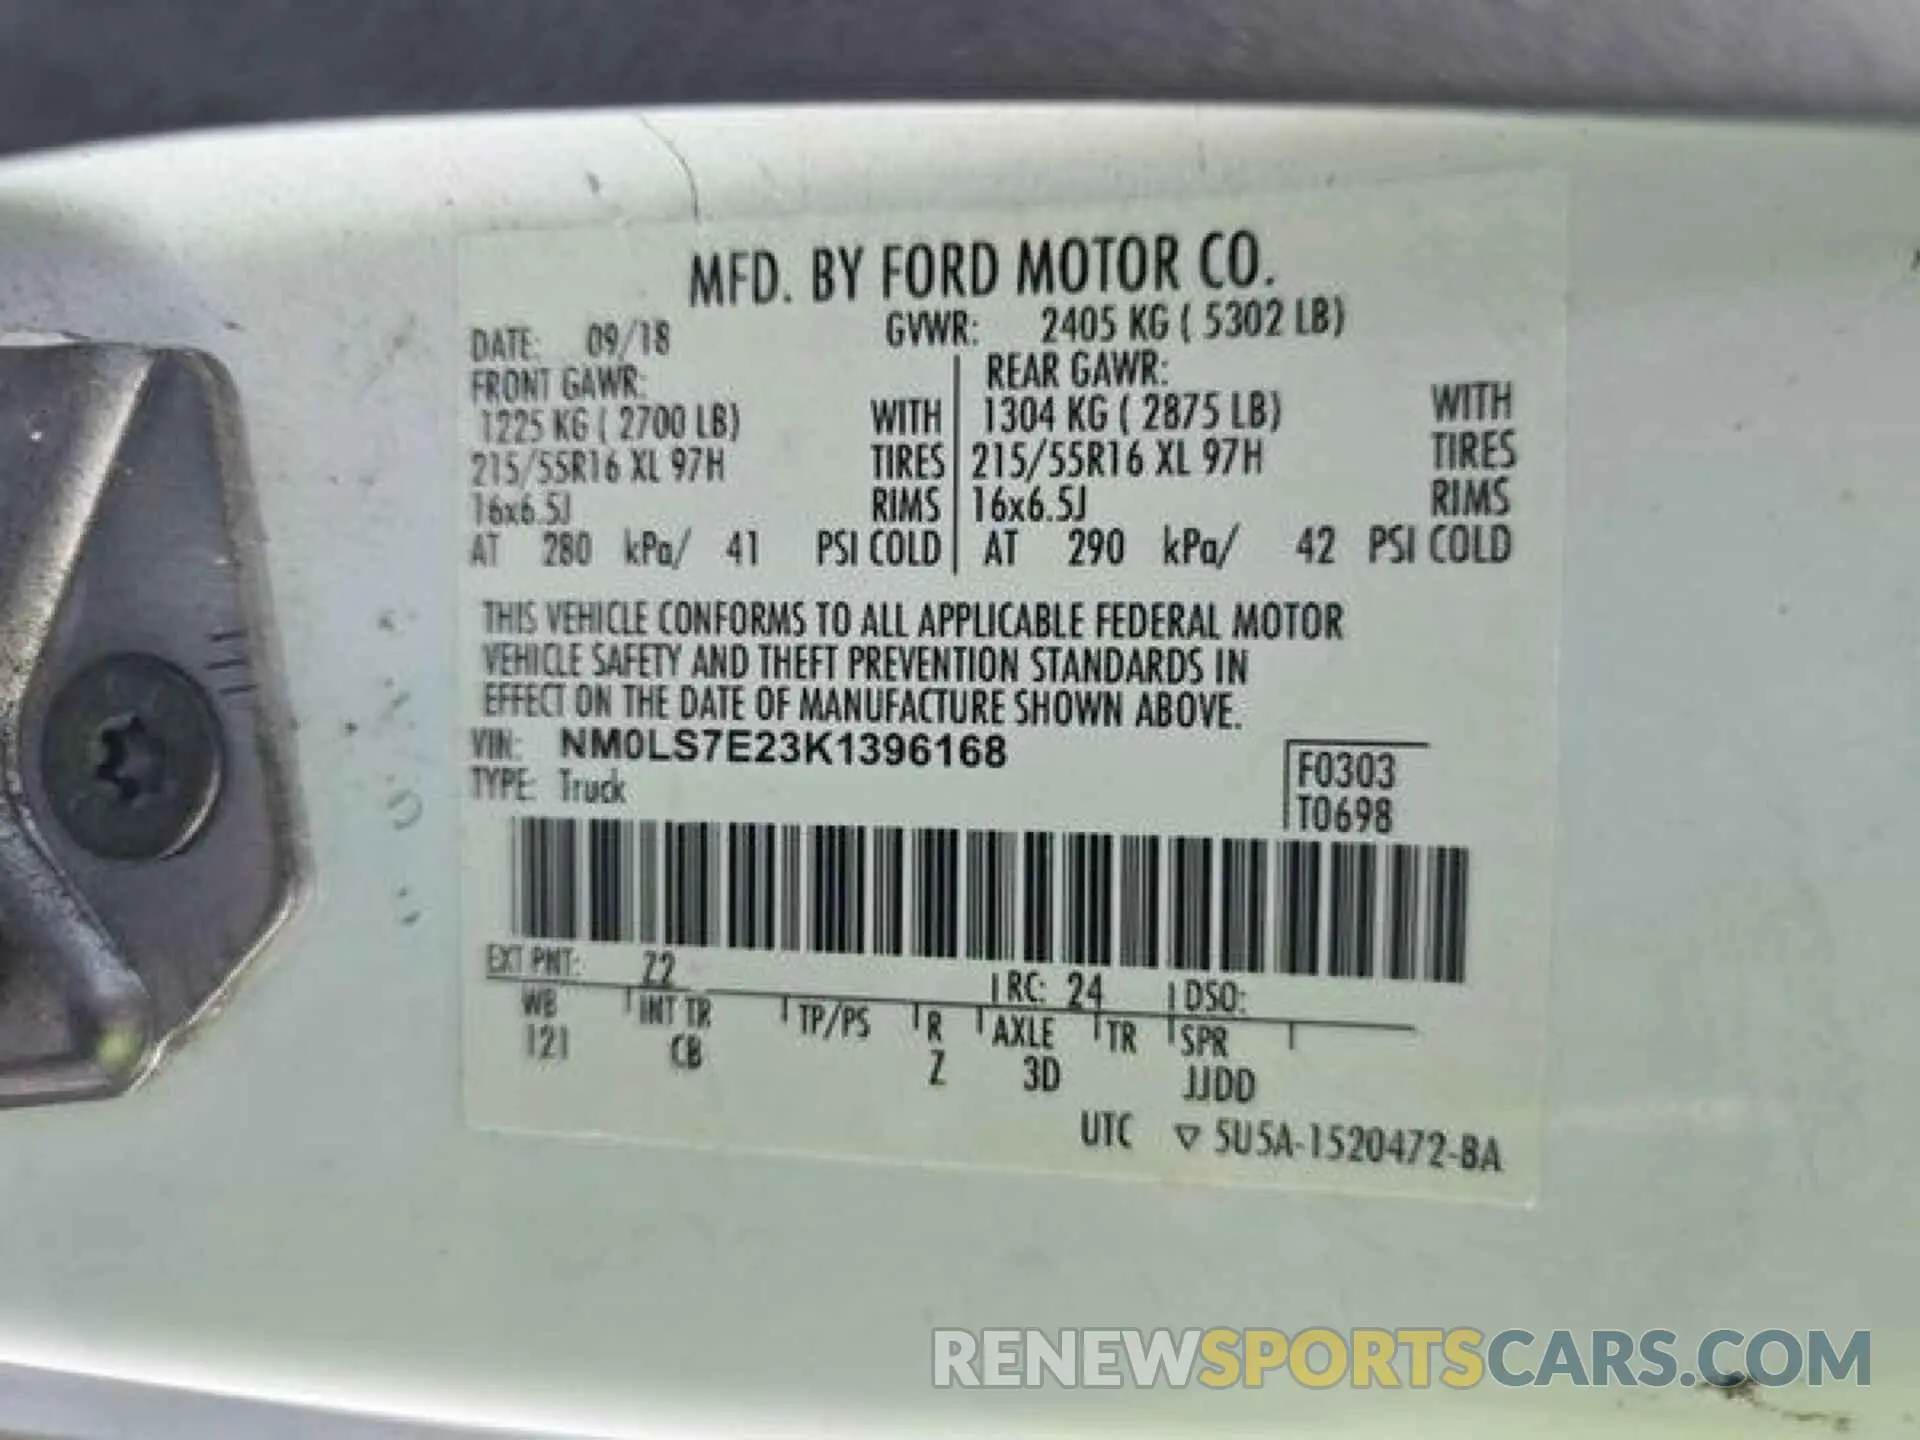 MFD. BY FORD MOTOR CO.
DATE: 09/18 GVWR: 2405 KG ( 5302 LB)
FRONT GAWR: REAR GAWR:
1225 KG ( 2700 LB) WITH 1304 KG ( 2875 LB) WITH
215/55R16 XL 97H TIRES 215/55R16 XL 97H TIRES
16x6.5J RIMS 16x6.5J RIMS
AT 280 kPa/ 41 PSI COLD AT 290 kPa/ 42 PSI COLD
THIS VEHICLE CONFORMS TO ALL APPLICABLE FEDERAL MOTOR
VEHICLE SAFETY AND THEFT PREVENTION STANDARDS IN
EFFECT ON THE DATE OF MANUFACTURE SHOWN ABOVE.
VIN: NM0LS7E23K1396168 F0303
TYPE: Truck T0698
EXT PNT: Z2 RC: 24 DSO:
WB INT TR TP/PS R AXLE TR SPR
121 CB Z 3D JJDD
UTC ▽ 5U5A-1520472-BA
RENEWSPORTSCARS.COM